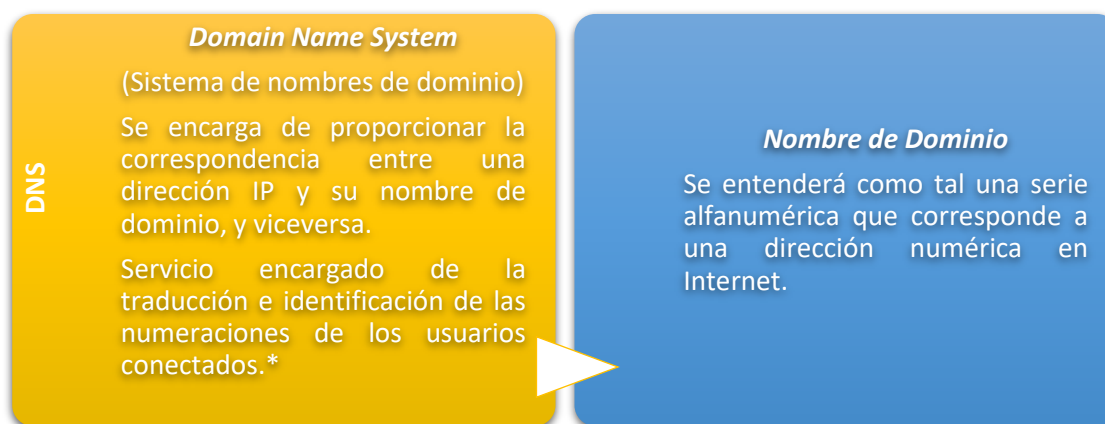 DNS
Domain Name System
(Sistema de nombres de dominio)
Se encarga de proporcionar la
correspondencia entre una
dirección IP y su nombre de
dominio, y viceversa.
Servicio encargado de la
traducción e identificación de las
numeraciones de los usuarios
conectados.*
Nombre de Dominio
Se entenderá como tal una serie
alfanumérica que corresponde a
una dirección numérica en
Internet.